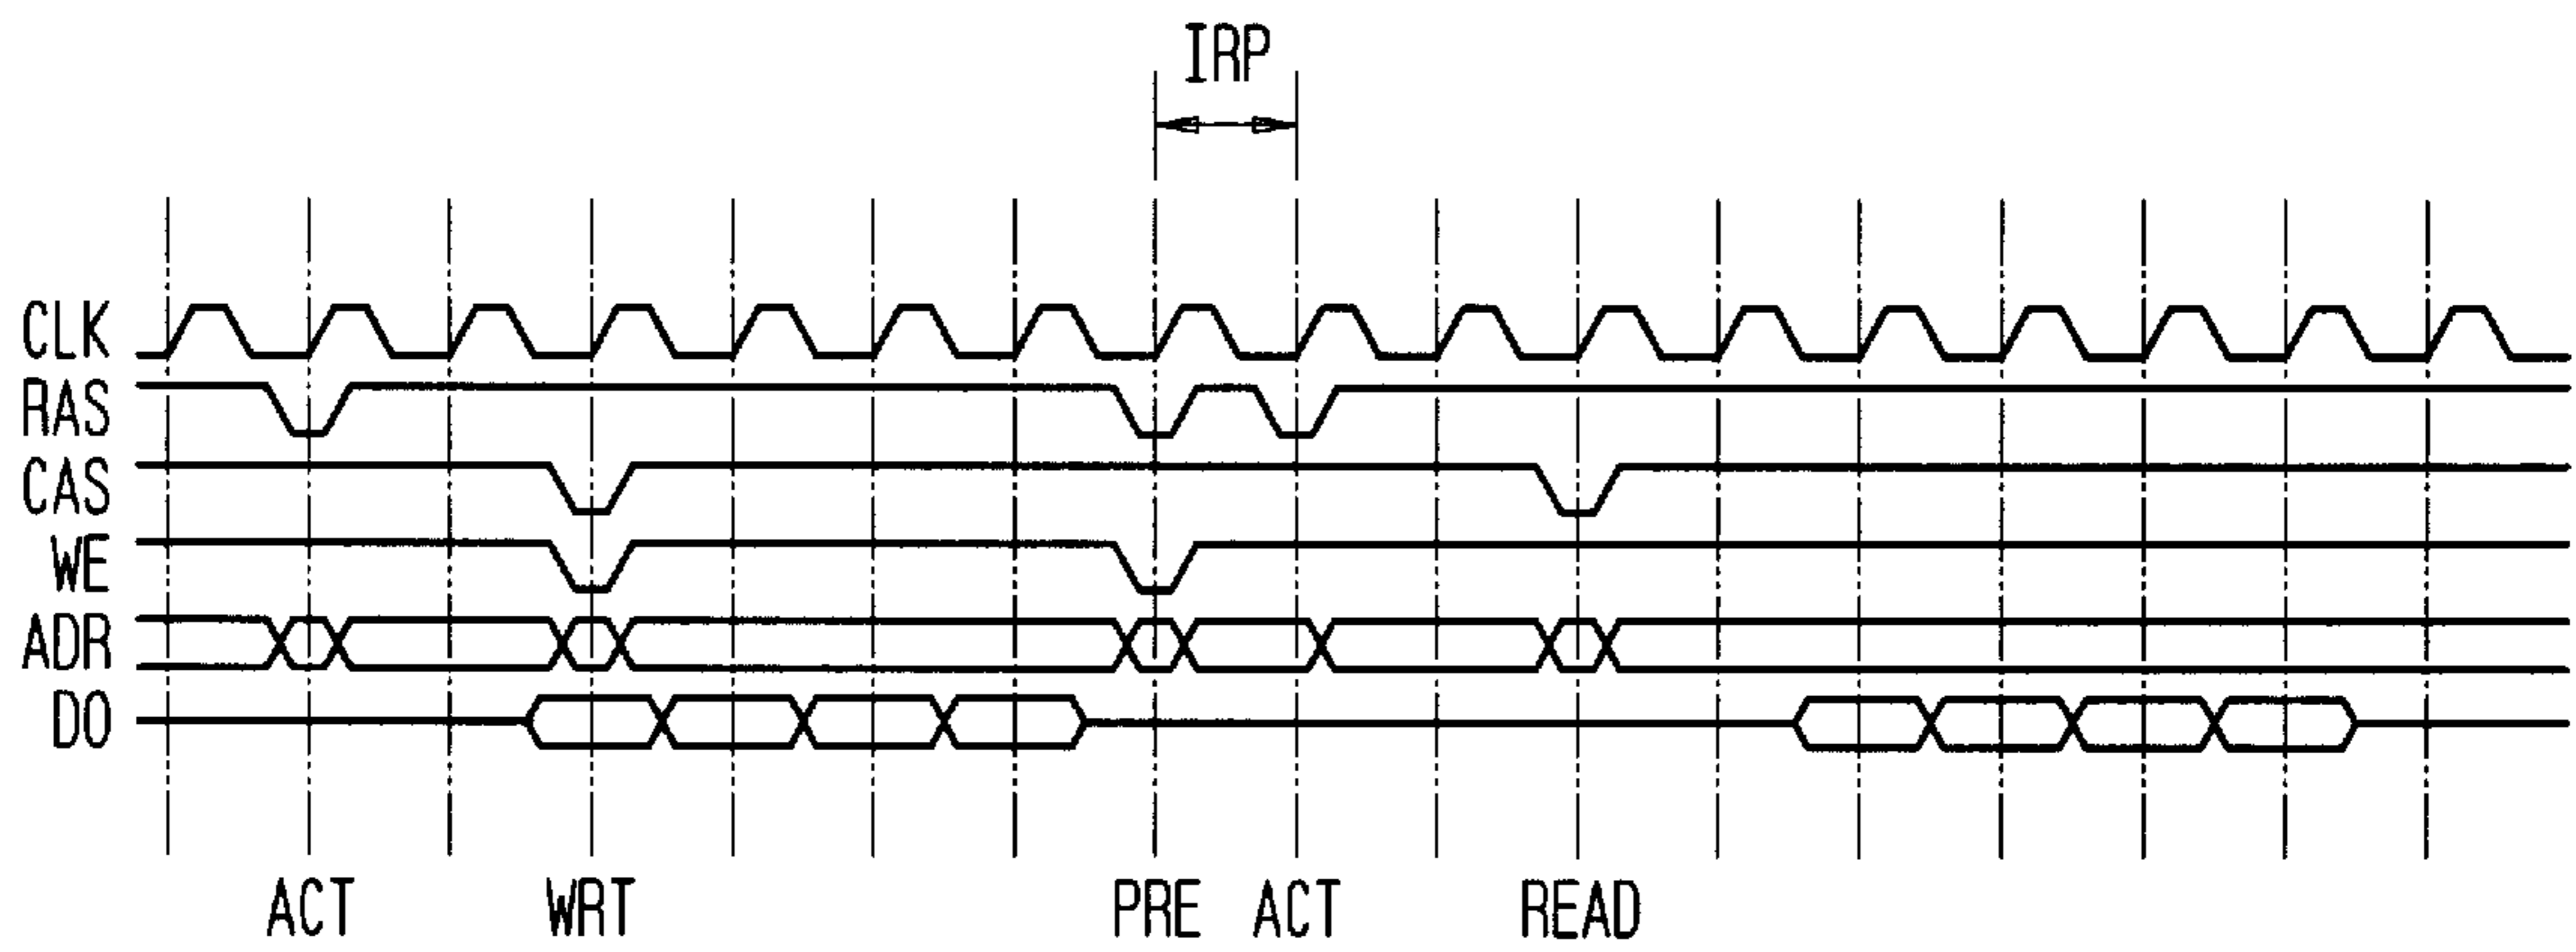 IRP
CLK
RAS
CAS
WE
ADR
DO
ACT WRT PRE ACT READ